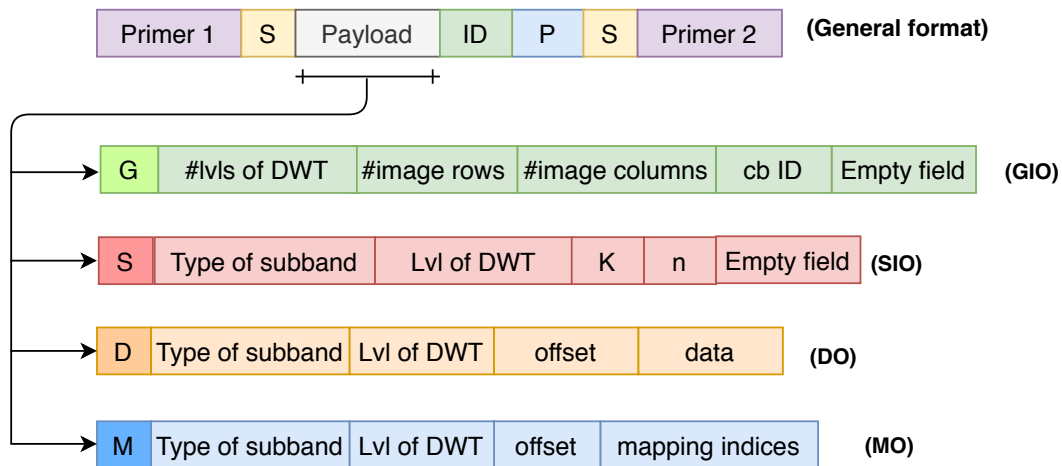 Primer 1 S Payload ID P S Primer 2 (General format)
G #lvls of DWT #image rows #image columns cb ID Empty field (GIO)
S Type of subband Lvl of DWT K n Empty field (SIO)
D Type of subband Lvl of DWT offset data (DO)
M Type of subband Lvl of DWT offset mapping indices (MO)